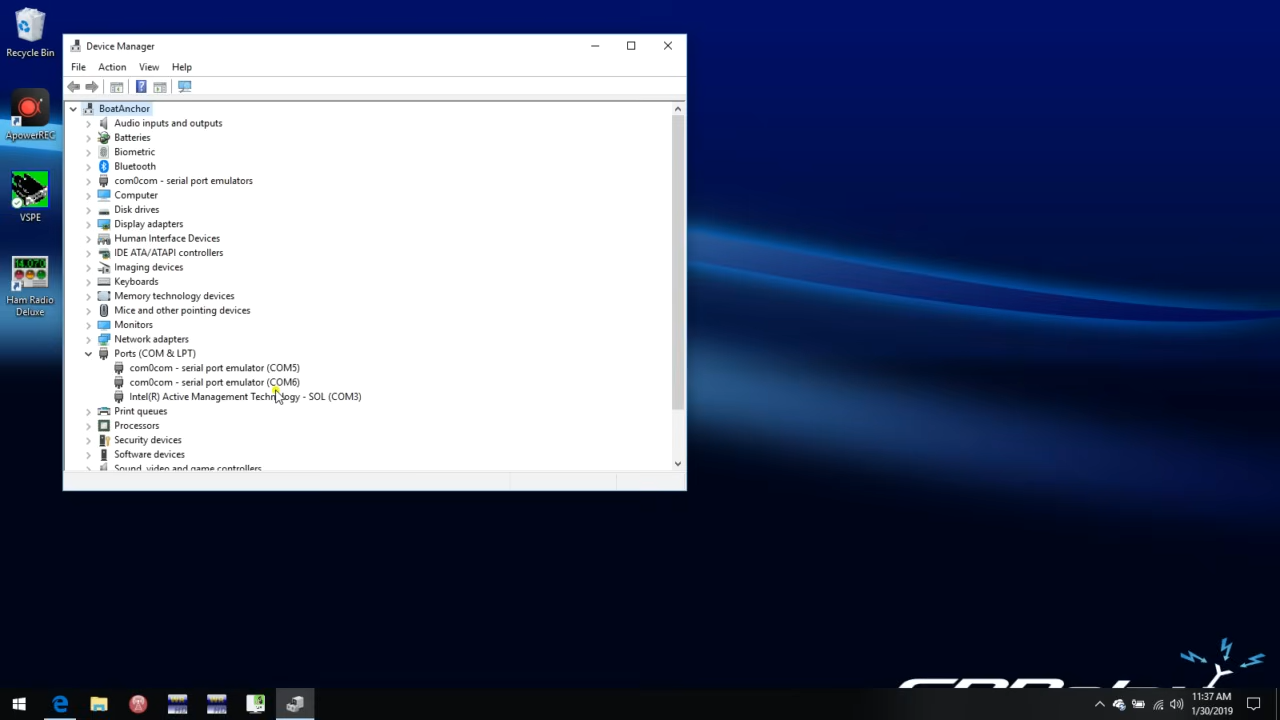 Recycle Bin
ApowerREC
VSPE
Ham Radio
Deluxe
Device Manager
File Action View Help
BoatAnchor
Audio inputs and outputs
Batteries
Biometric
Bluetooth
com0com - serial port emulators
Computer
Disk drives
Display adapters
Human Interface Devices
IDE ATA/ATAPI controllers
Imaging devices
Keyboards
Memory technology devices
Mice and other pointing devices
Monitors
Network adapters
Ports (COM & LPT)
com0com - serial port emulator (COM5)
com0com - serial port emulator (COM6)
Intel(R) Active Management Technology - SOL (COM3)
Print queues
Processors
Security devices
Software devices
Sound, video and game controllers
11:37 AM
1/30/2019